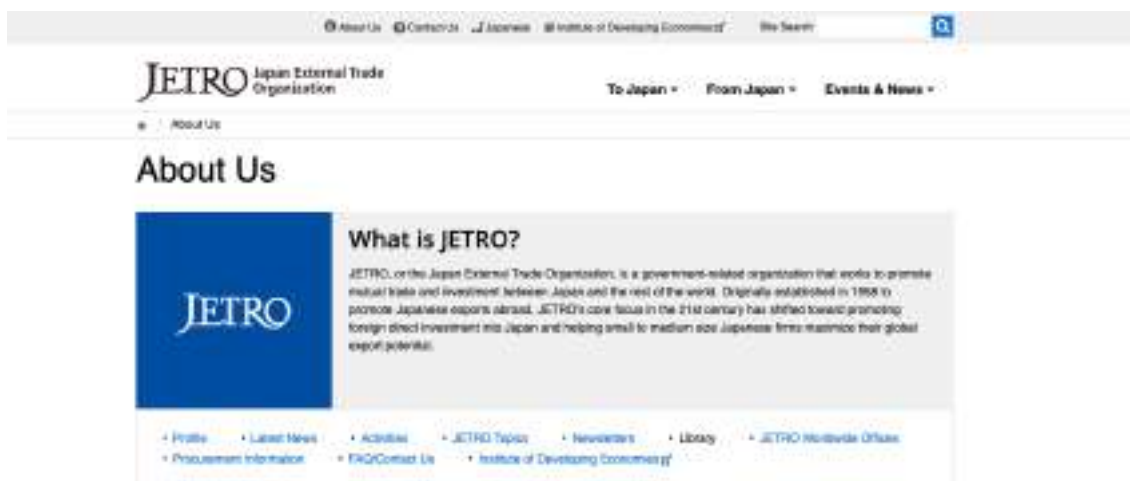 About Us Contact Us Japanese Institute of Developing Economies Site Search
JETRO Japan External Trade
Organization
To Japan From Japan Events & News
About Us
About Us
What is JETRO?
JETRO, or the Japan External Trade Organization, is a government-related organization that works to promote
mutual trade and investment between Japan and the rest of the world. Originally established in 1958 to
promote Japanese exports abroad, JETRO's core focus in the 21st century has shifted toward promoting
foreign direct investment into Japan and helping small to medium size Japanese firms maximize their global
export potential.
JETRO
Profile Latest News Activities JETRO Topics Newsletters Library JETRO Worldwide Offices
Procurement Information FAQ/Contact Us Institute of Developing Economies